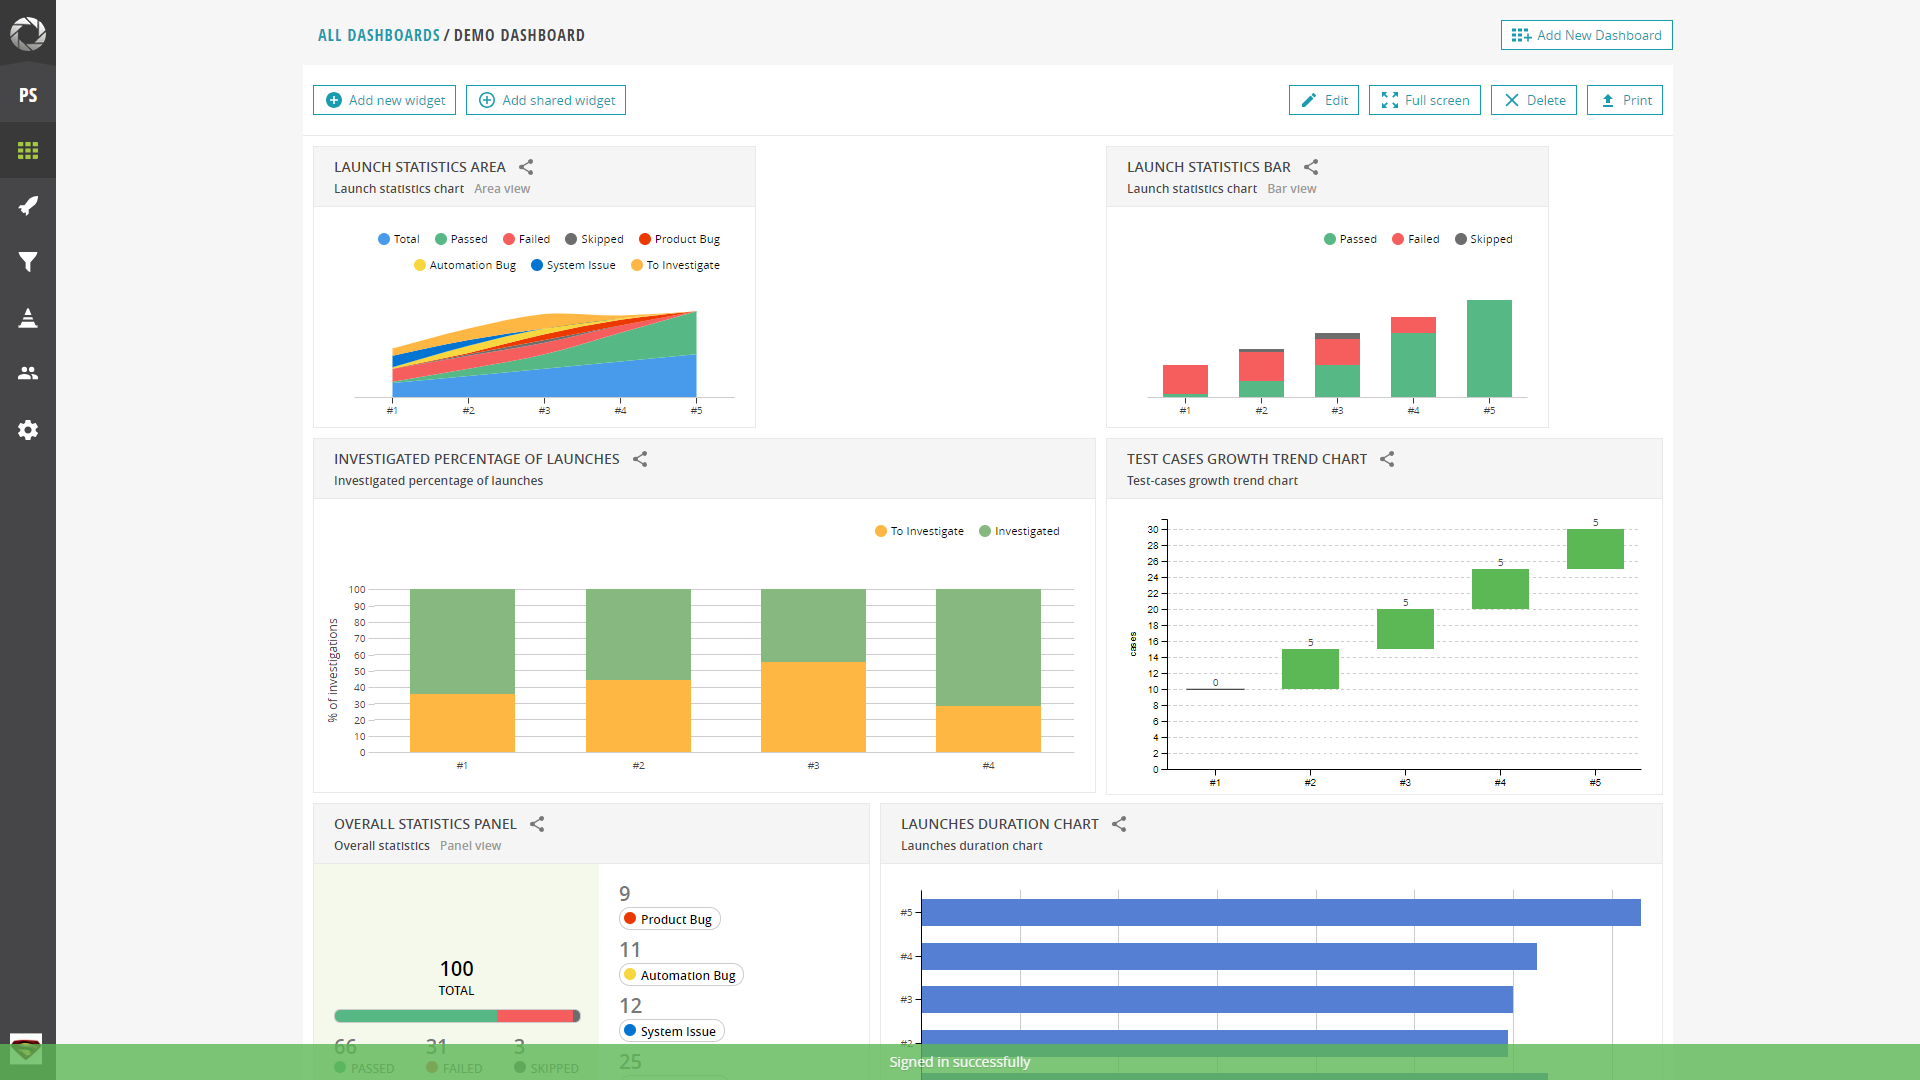 ALL DASHBOARDS / DEMO DASHBOARD
Add New Dashboard
PS
Add new widget
Add shared widget
Edit
Full screen
Delete
Print
LAUNCH STATISTICS AREA
Launch statistics chart Area view
Total Passed Failed Skipped Product Bug
Automation Bug System Issue To Investigate
#1 #2 #3 #4 #5
LAUNCH STATISTICS BAR
Launch statistics chart Bar view
Passed Failed Skipped
#1 #2 #3 #4 #5
INVESTIGATED PERCENTAGE OF LAUNCHES
Investigated percentage of launches
To Investigate Investigated
% of investigations
100
90
80
70
60
50
40
30
20
10
0
#1 #2 #3 #4
TEST CASES GROWTH TREND CHART
Test-cases growth trend chart
cases
30
28
26
24
22
20
18
16
14
12
10
8
6
4
2
0
0 5 5 5 5
#1 #2 #3 #4 #5
OVERALL STATISTICS PANEL
Overall statistics Panel view
100
TOTAL
66 31 3
PASSED FAILED SKIPPED
9
Product Bug
11
Automation Bug
12
System Issue
25
LAUNCHES DURATION CHART
Launches duration chart
#5
#4
#3
#2
Signed in successfully